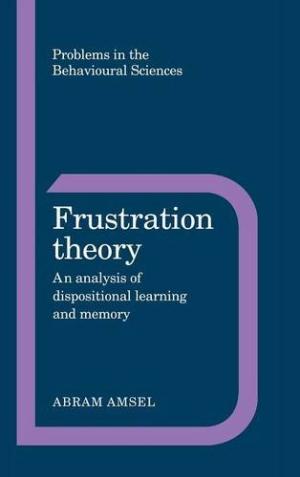 Problems in the
Behavioural Sciences
Frustration
theory
An analysis of
dispositional learning
and memory
ABRAM AMSEL